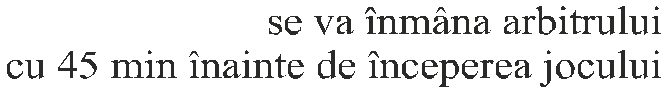 se va înmâna arbitrului
cu 45 min înainte de începerea jocului